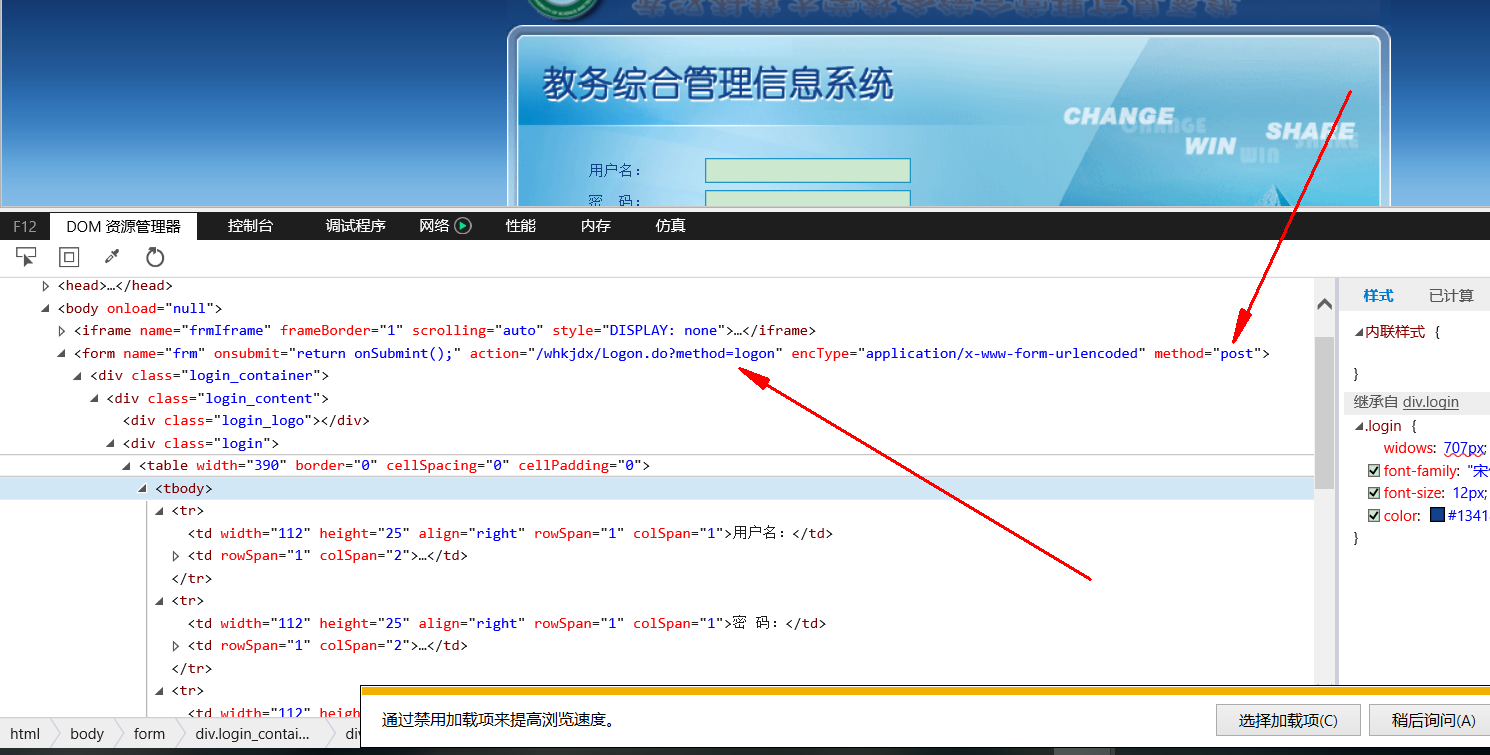 教务综合管理信息系统
CHANGE
WIN
SHARE
用户名：
密　码：
F12
DOM 资源管理器
控制台
调试程序
网络
性能
内存
仿真
<head>…</head>
<body onload="null">
<iframe name="frmIframe" frameBorder="1" scrolling="auto" style="DISPLAY: none">…</iframe>
<form name="frm" onsubmit="return onSubmint();" action="/whkjdx/Logon.do?method=logon" encType="application/x-www-form-urlencoded" method="post">
<div class="login_container">
<div class="login_content">
<div class="login_logo"></div>
<div class="login">
<table width="390" border="0" cellSpacing="0" cellPadding="0">
<tbody>
<tr>
<td width="112" height="25" align="right" rowSpan="1" colSpan="1">用户名：</td>
<td rowSpan="1" colSpan="2">…</td>
</tr>
<tr>
<td width="112" height="25" align="right" rowSpan="1" colSpan="1">密 码：</td>
<td rowSpan="1" colSpan="2">…</td>
</tr>
<tr>
<td width="112" heigh
样式
已计算
内联样式 {
}
继承自 div.login
.login {
widows: 707px;
font-family: "宋
font-size: 12px;
color: #1341
}
通过禁用加载项来提高浏览速度。
选择加载项(C)
稍后询问(A)
html
body
form
div.login_contai...
di